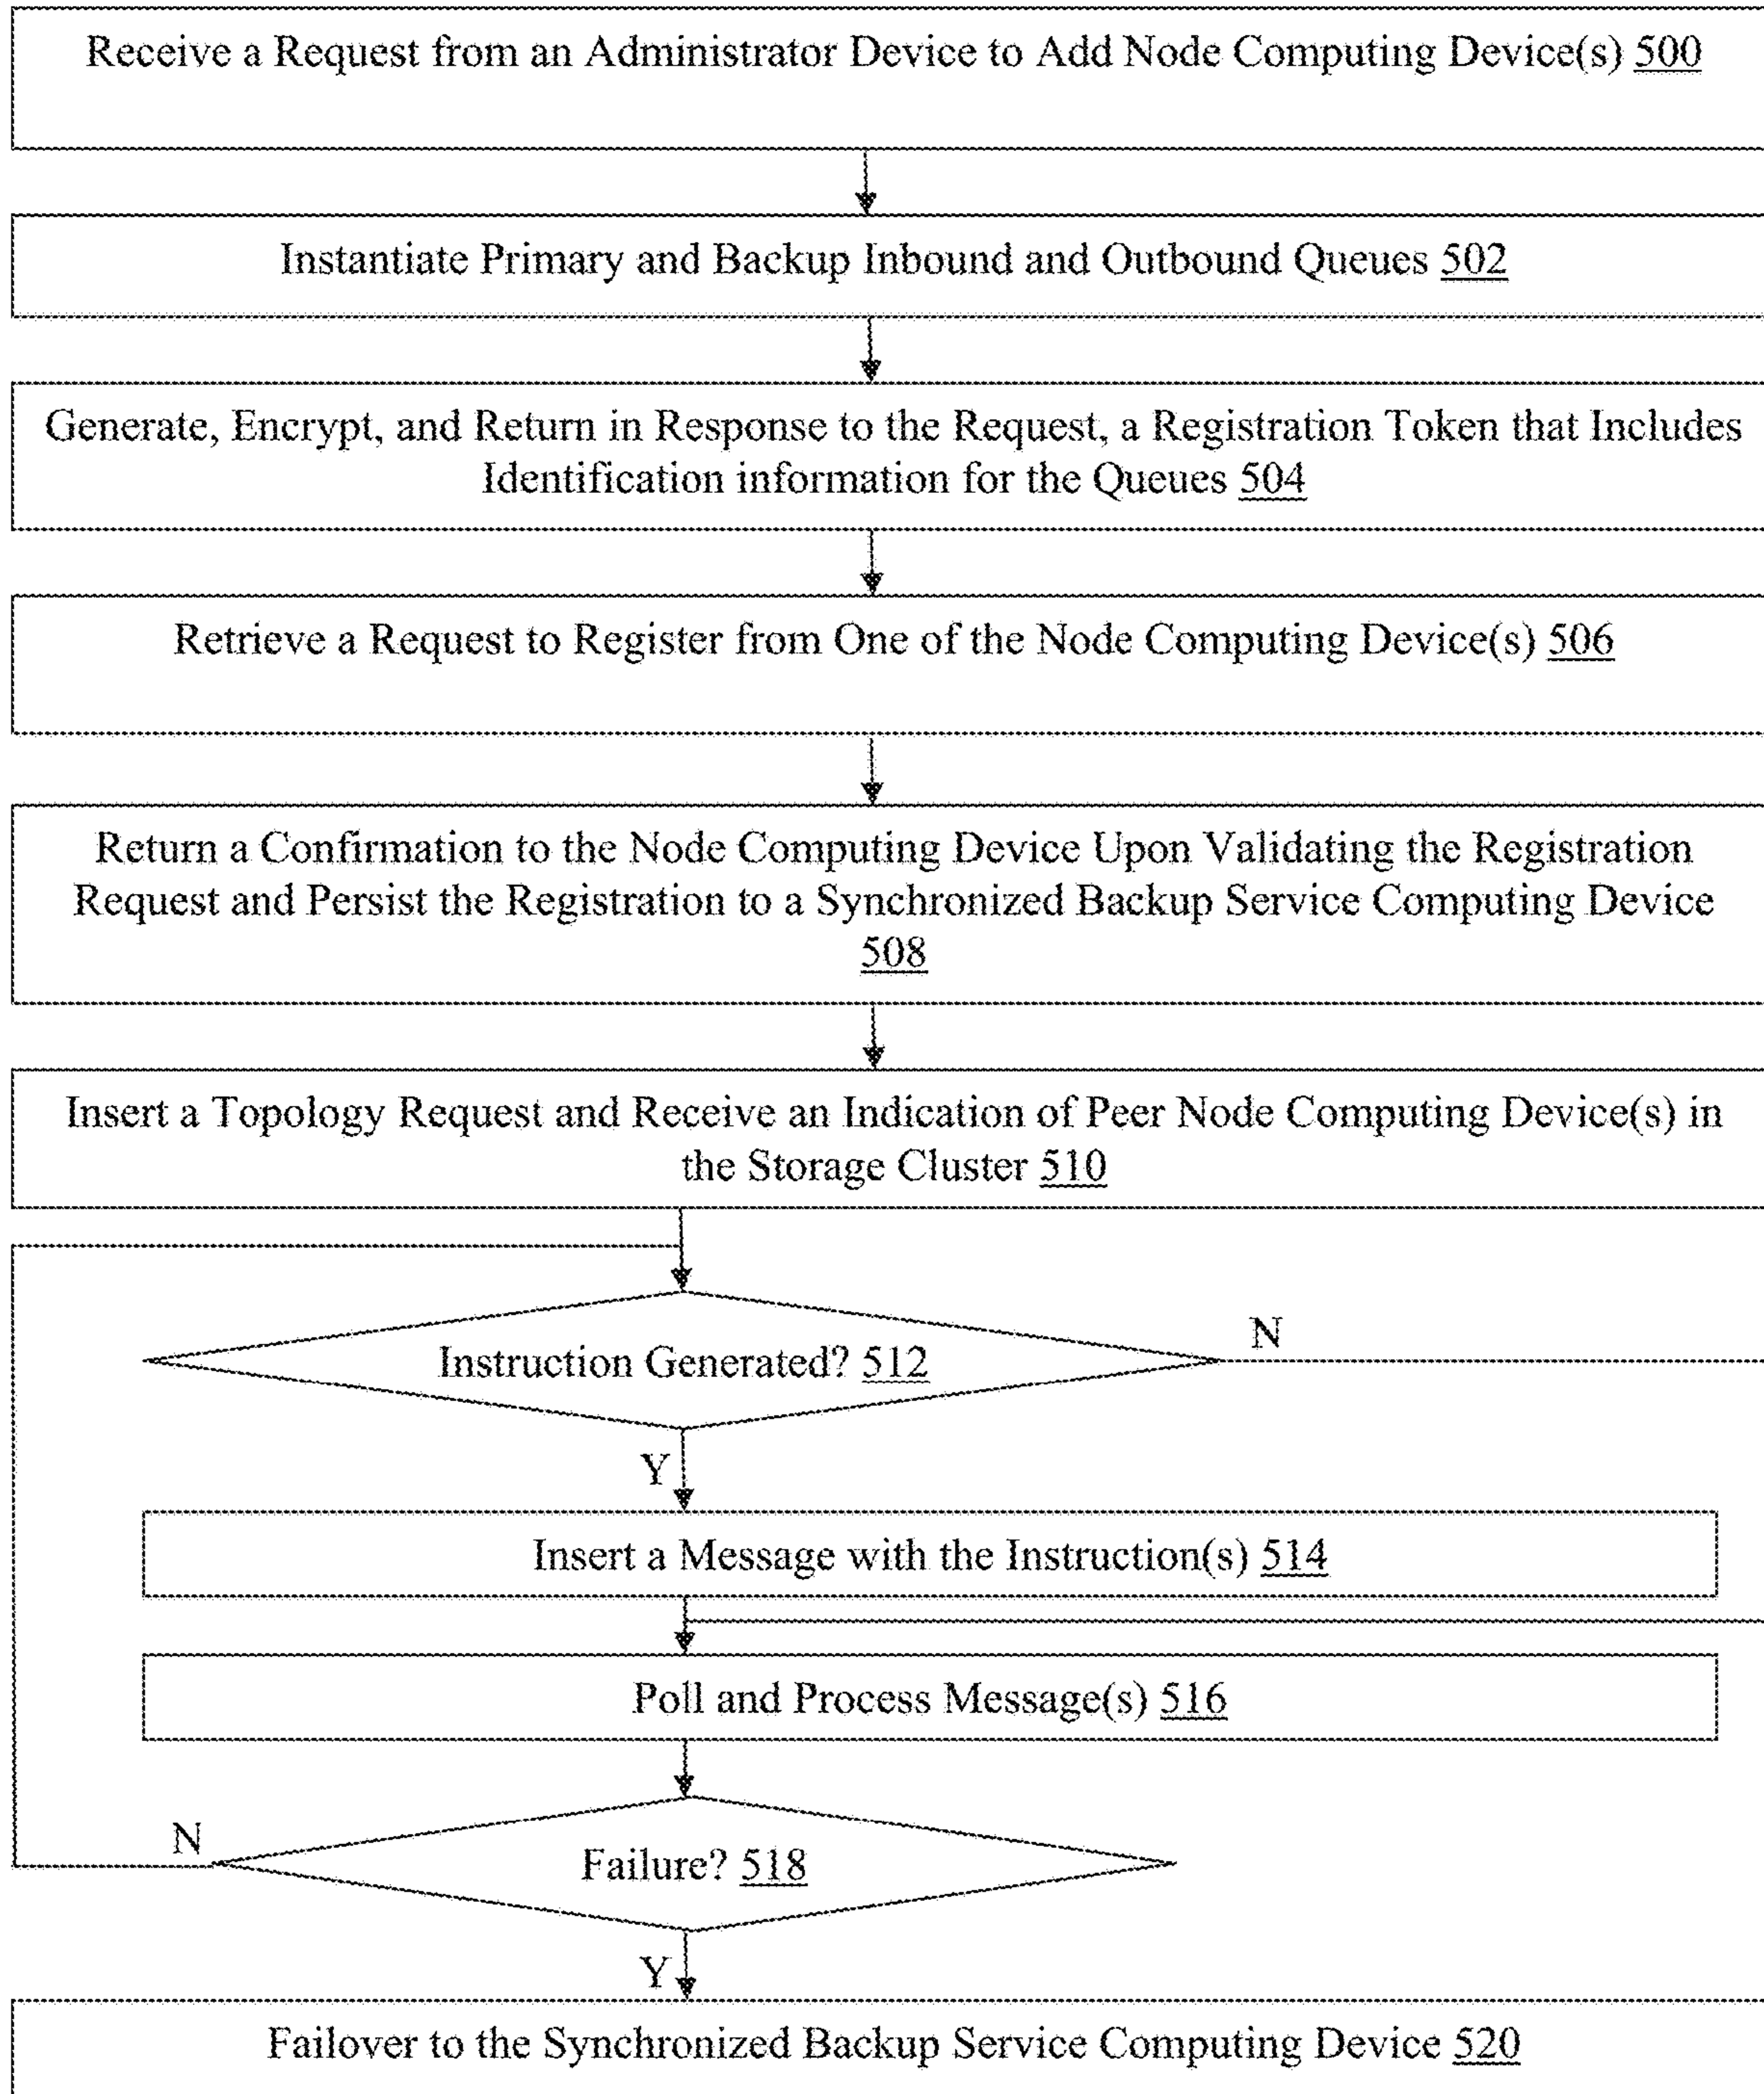 Receive a Request from an Administrator Device to Add Node Computing Device(s) 500
Instantiate Primary and Backup Inbound and Outbound Queues 502
Generate, Encrypt, and Return in Response to the Request, a Registration Token that Includes
Identification information for the Queues 504
Retrieve a Request to Register from One of the Node Computing Device(s) 506
Return a Confirmation to the Node Computing Device Upon Validating the Registration
Request and Persist the Registration to a Synchronized Backup Service Computing Device
508
Insert a Topology Request and Receive an Indication of Peer Node Computing Device(s) in
the Storage Cluster 510
N
Instruction Generated? 512
Y
Insert a Message with the Instruction(s) 514
Poll and Process Message(s) 516
N
Failure? 518
Y
Failover to the Synchronized Backup Service Computing Device 520